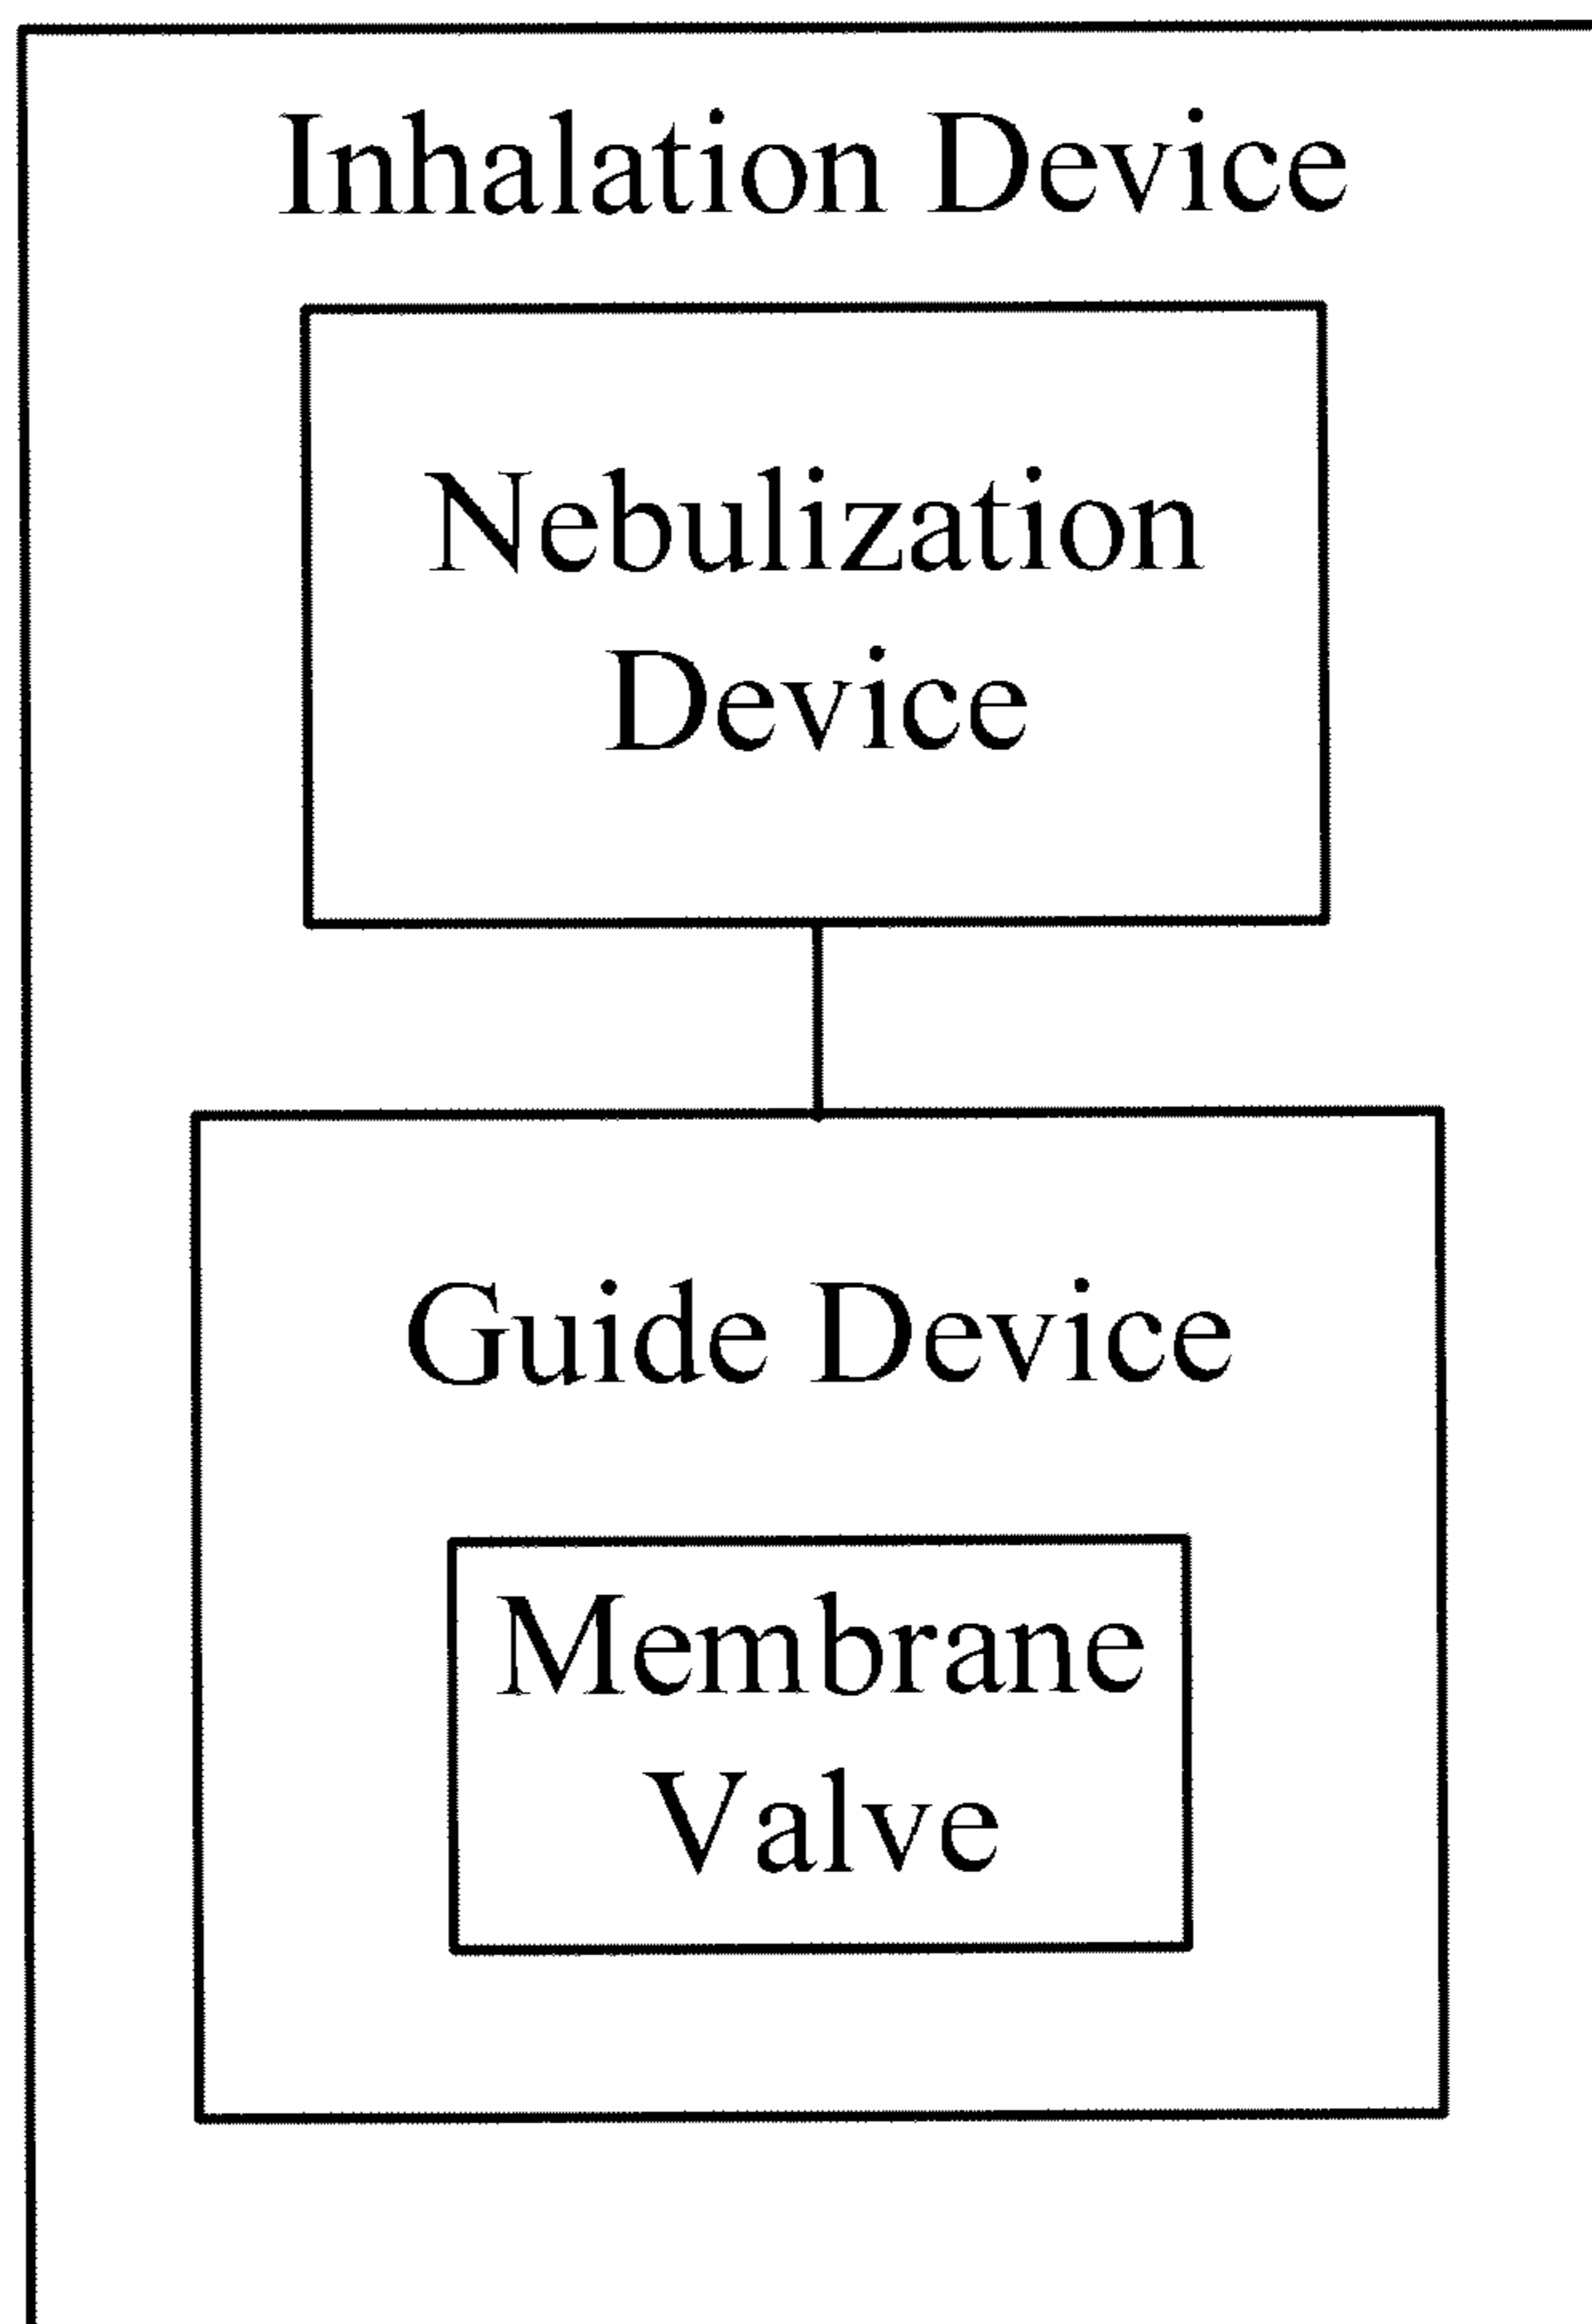 Inhalation Device
Nebulization
Device
Guide Device
Membrane
Valve